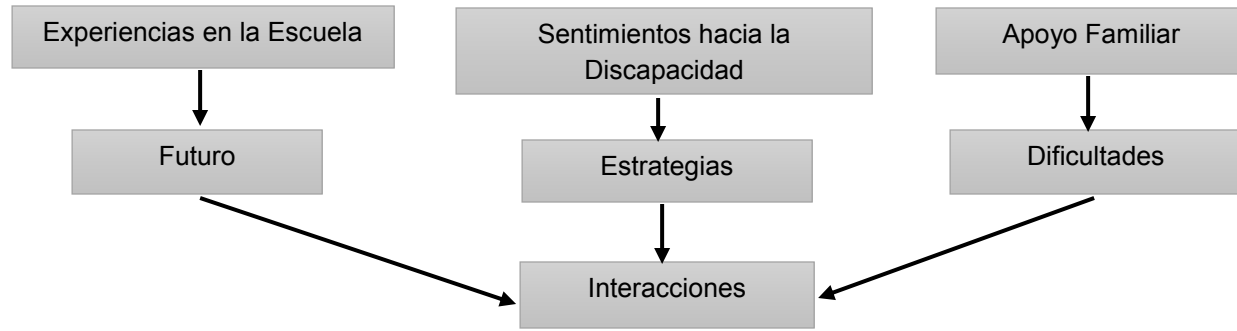 Experiencias en la Escuela
Sentimientos hacia la
Discapacidad
Apoyo Familiar
Futuro
Estrategias
Dificultades
Interacciones